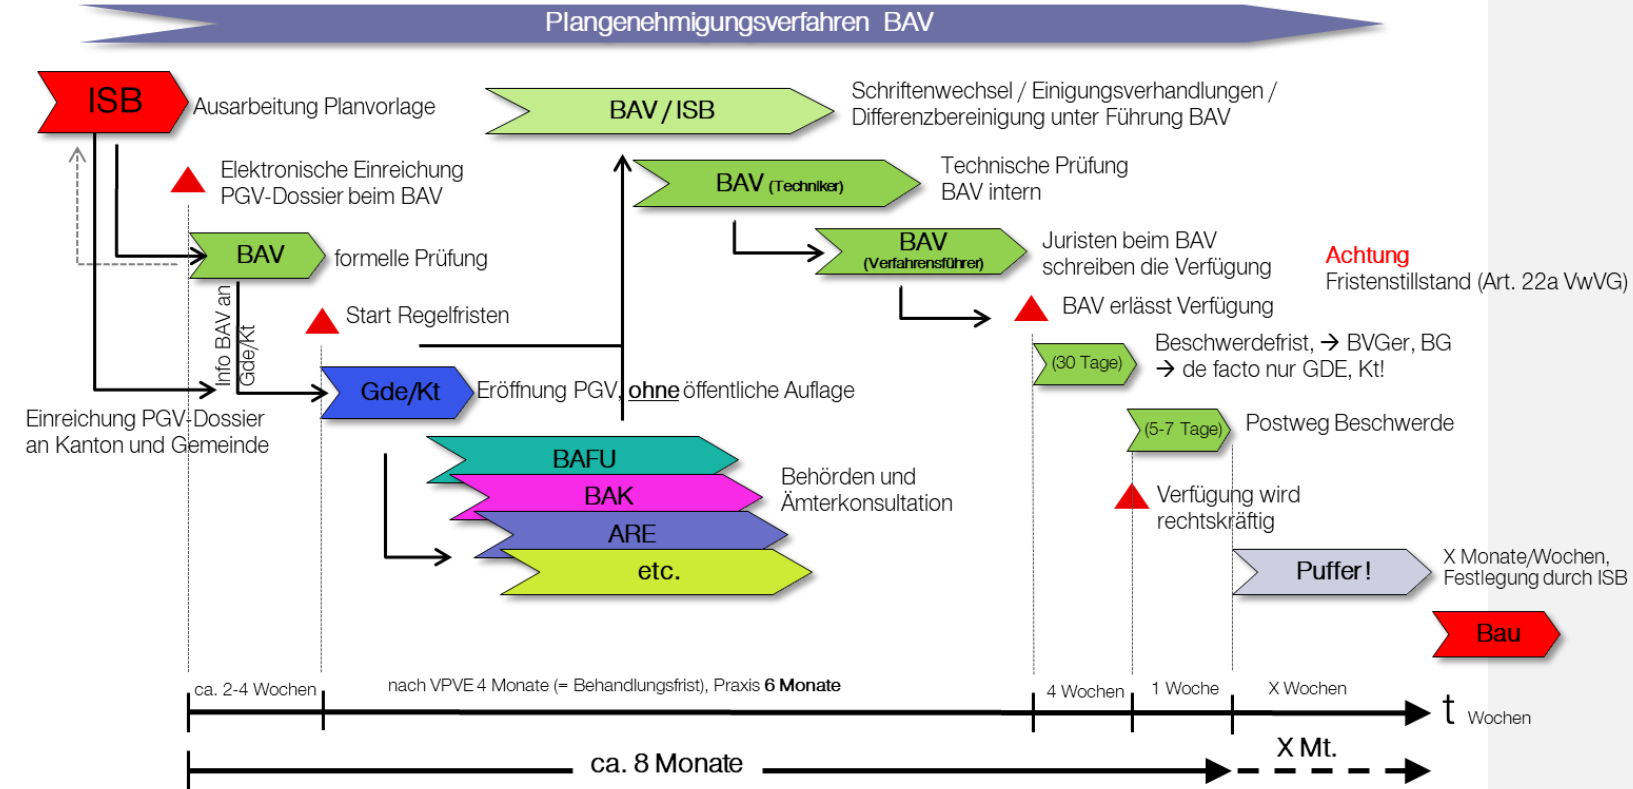 Plangenehmigungsverfahren BAV
ISB
Ausarbeitung Planvorlage
BAV / ISB
Schriftenwechsel / Einigungsverhandlungen /
Differenzbereinigung unter Führung BAV
Elektronische Einreichung
PGV-Dossier beim BAV
BAV (Techniker)
Technische Prüfung
BAV intern
BAV
formelle Prüfung
BAV
(Verfahrensführer)
Juristen beim BAV
schreiben die Verfügung
Achtung
Fristenstillstand (Art. 22a VwVG)
Info BAV an
Gde/Kt
Start Regelfristen
BAV erlässt Verfügung
(30 Tage)
Beschwerdefrist, → BVGer, BG
→ de facto nur GDE, Kt!
Gde/Kt
Eröffnung PGV, ohne öffentliche Auflage
Einreichung PGV-Dossier
an Kanton und Gemeinde
(5-7 Tage)
Postweg Beschwerde
BAFU
BAK
ARE
etc.
Behörden und
Ämterkonsultation
Verfügung wird
rechtskräftig
Puffer!
X Monate/Wochen,
Festlegung durch ISB
Bau
ca. 2-4 Wochen
nach VPVE 4 Monate (= Behandlungsfrist), Praxis 6 Monate
4 Wochen
1 Woche
X Wochen
t Wochen
ca. 8 Monate
X Mt.